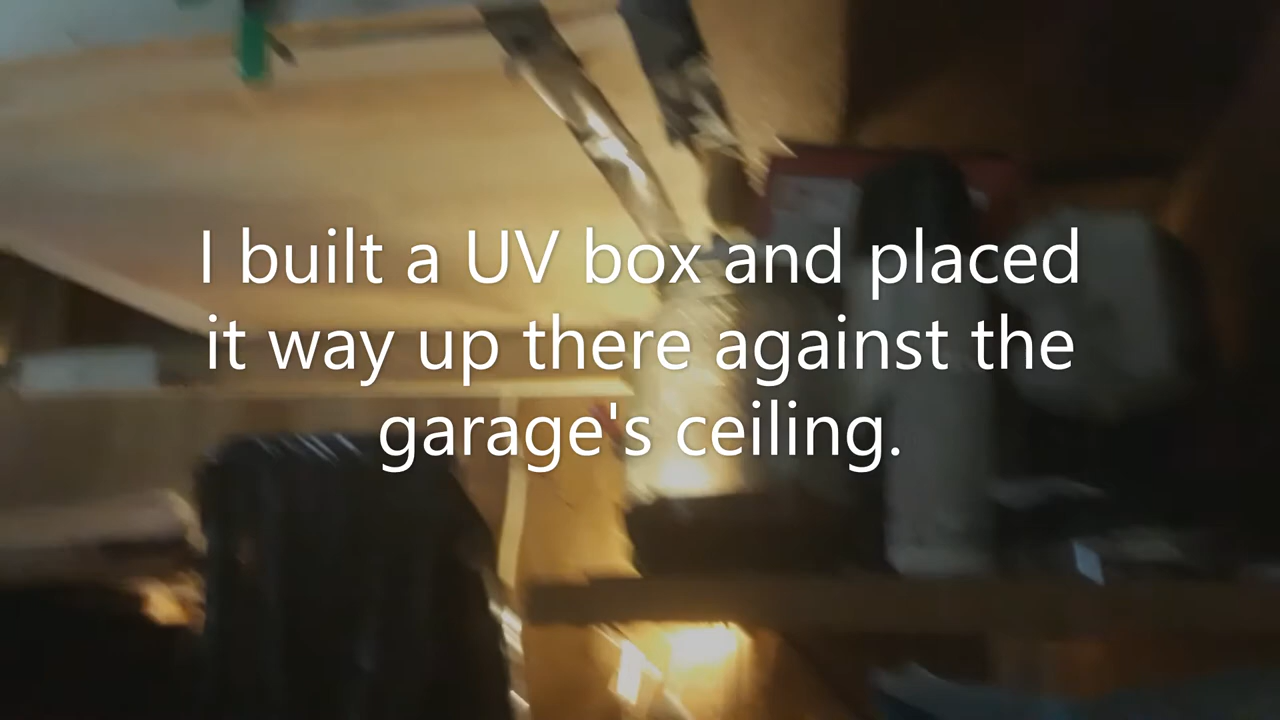 I built a UV box and placed
it way up there against the
garage's ceiling.